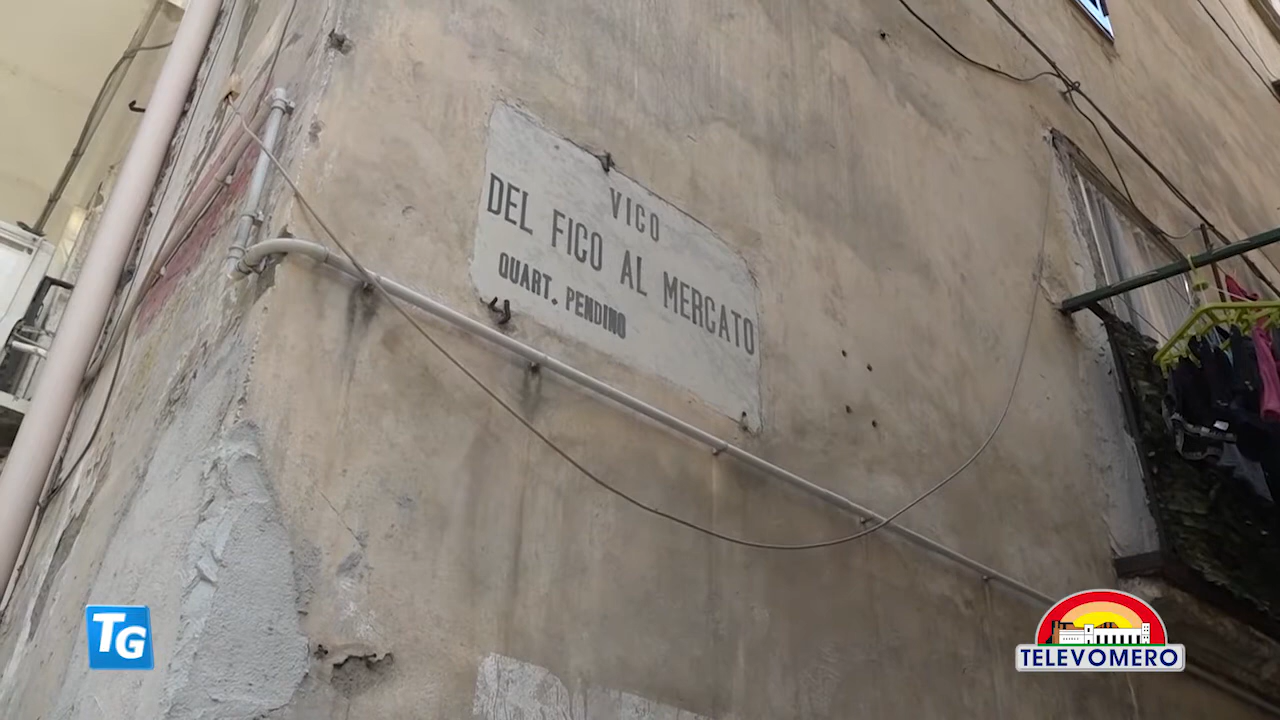 VICO
DEL FICO AL MERCATO
QUART. PENDINO
TG
TELEVOMERO